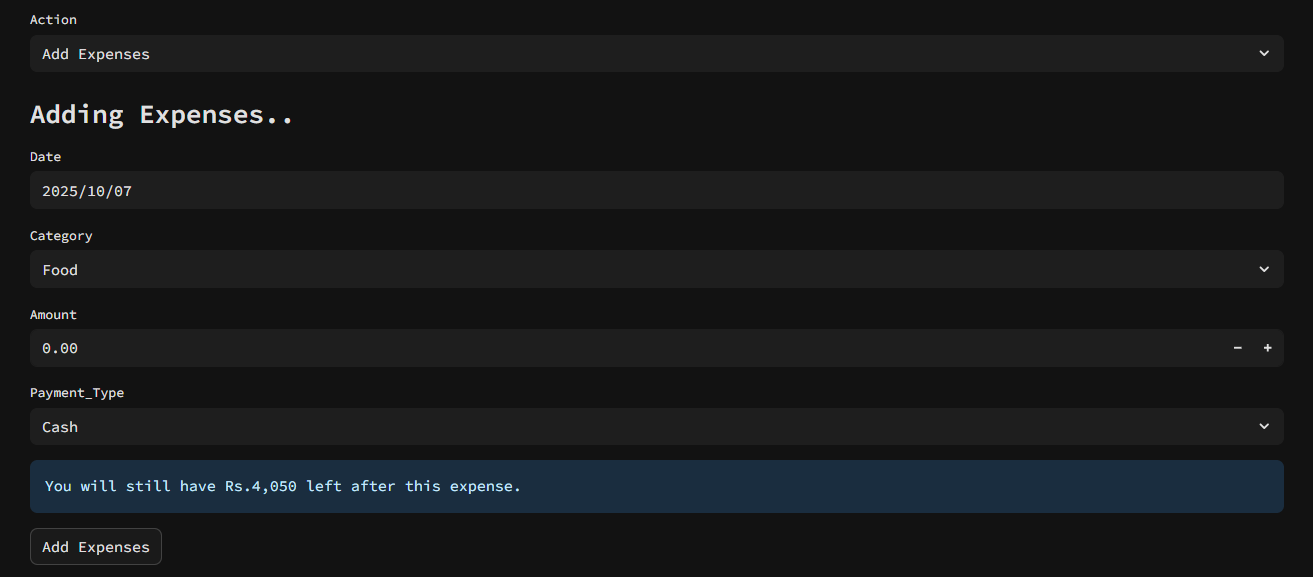 Action
Add Expenses
Adding Expenses..
Date
2025/10/07
Category
Food
Amount
0.00
Payment_Type
Cash
You will still have Rs.4,050 left after this expense.
Add Expenses